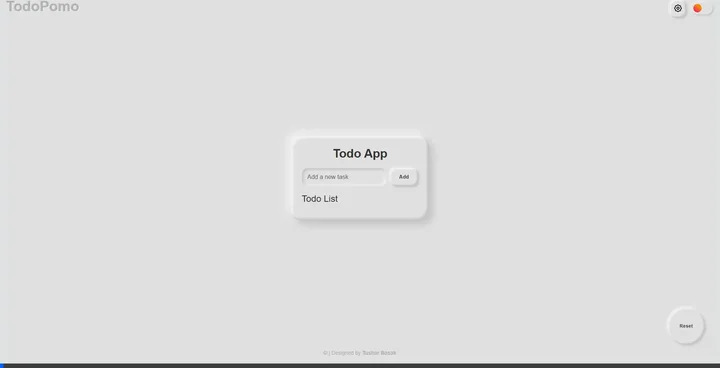 TodoPomo
Todo App
Add a new task
Add
Todo List
Reset
© | Designed by